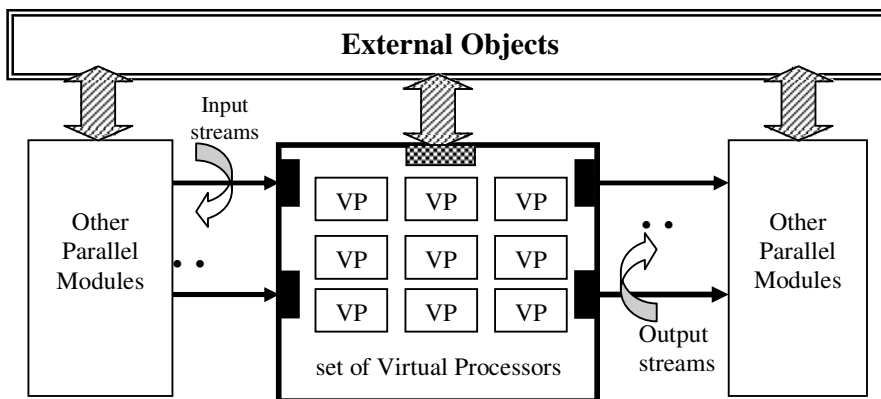 External Objects
Input
streams
Other
Parallel
Modules
VP VP VP
VP VP VP
VP VP VP
set of Virtual Processors
Other
Parallel
Modules
Output
streams